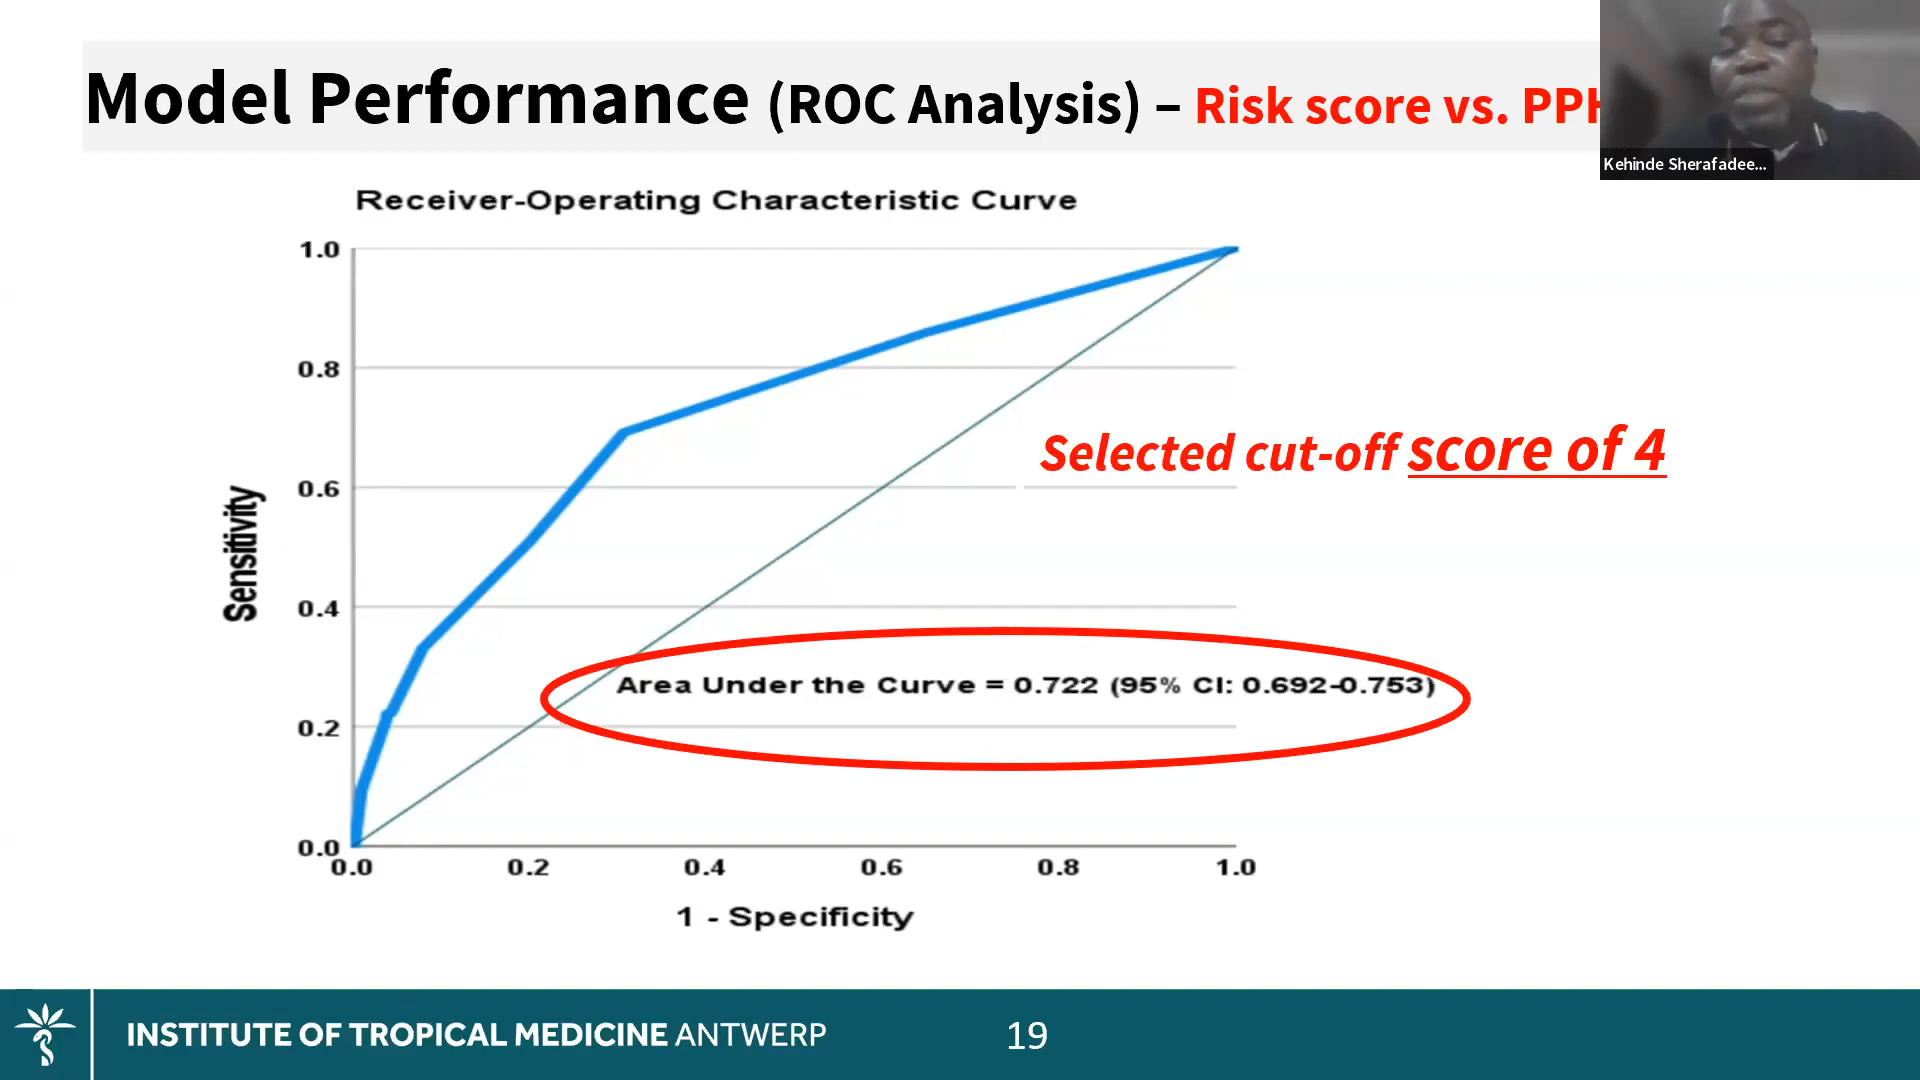 Model Performance (ROC Analysis) – Risk score vs. PPH
Kehinde Sherafadee...
Receiver-Operating Characteristic Curve
1.0
0.8
Selected cut-off score of 4
0.6
Sensitivity
0.4
Area Under the Curve = 0.722 (95% CI: 0.692-0.753)
0.2
0.0
0.0 0.2 0.4 0.6 0.8 1.0
1 - Specificity
INSTITUTE OF TROPICAL MEDICINE ANTWERP
19